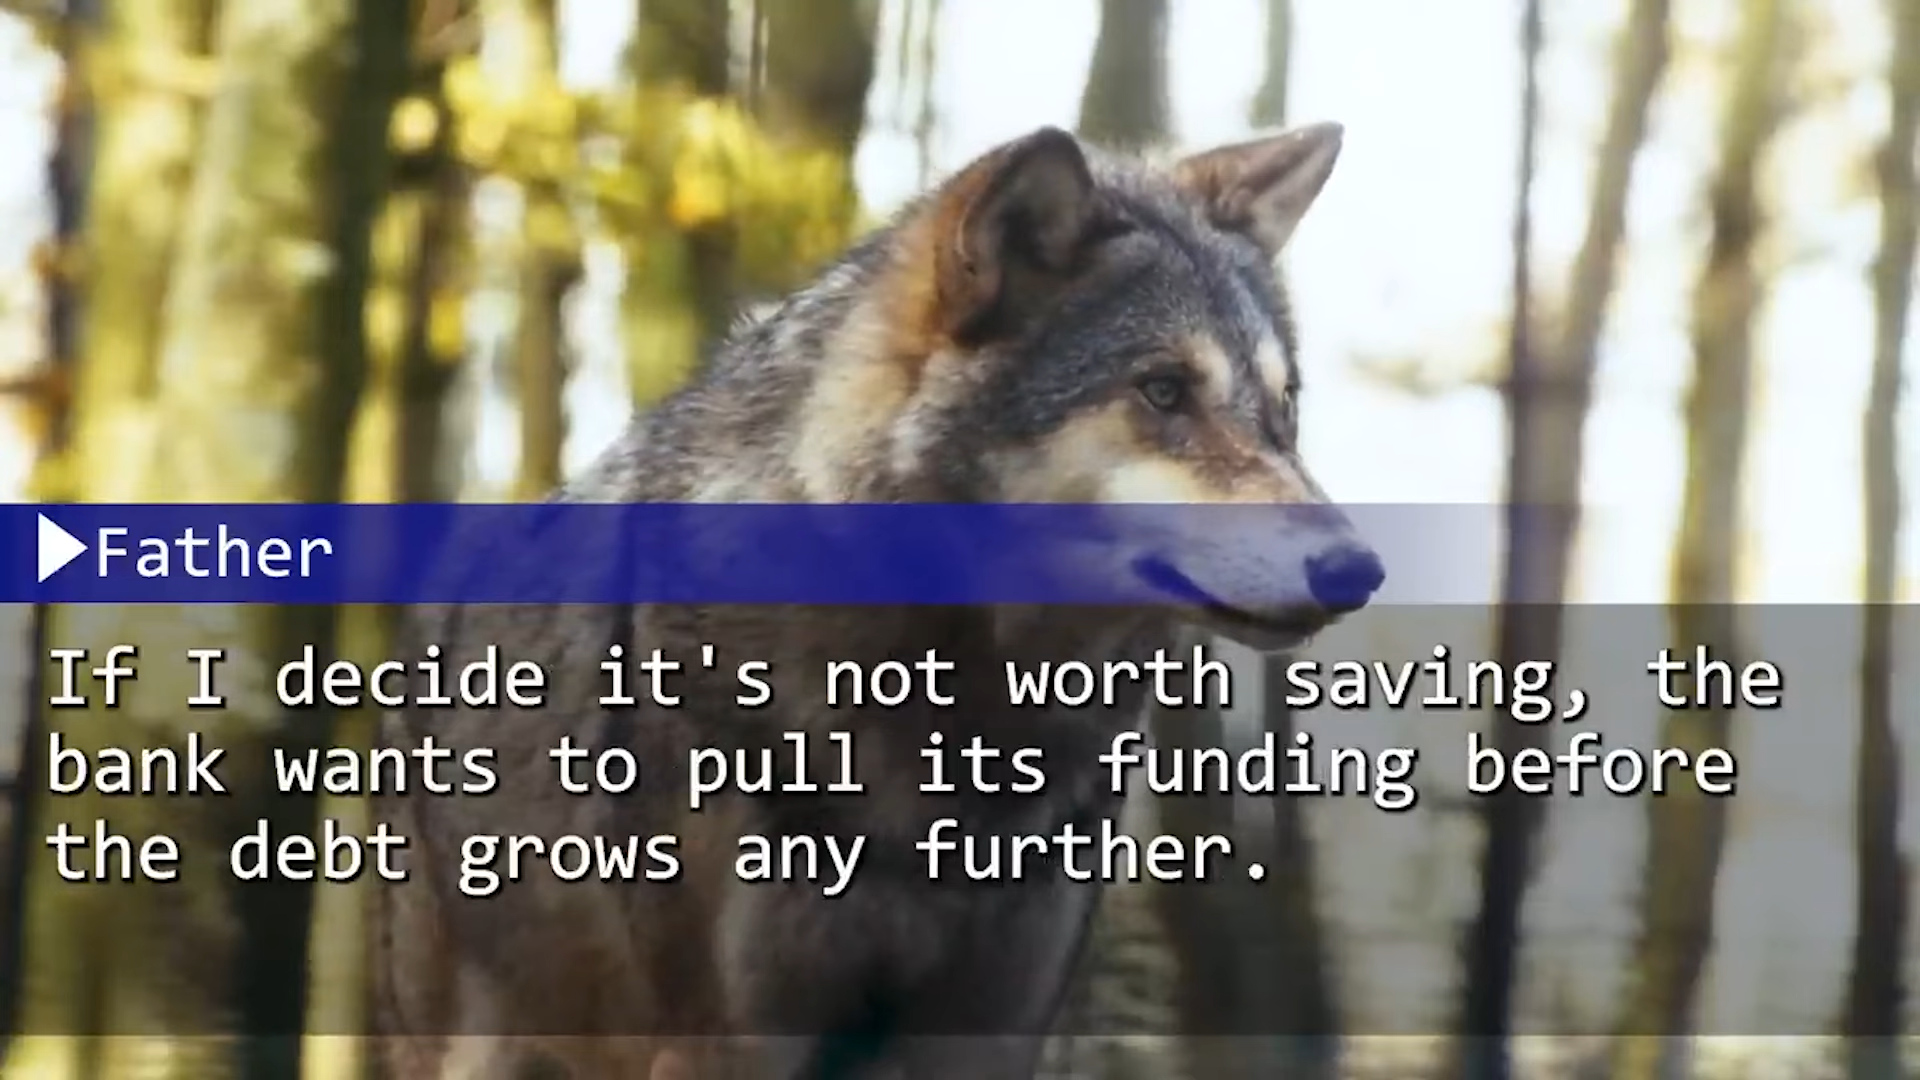 Father
If I decide it's not worth saving, the
bank wants to pull its funding before
the debt grows any further.